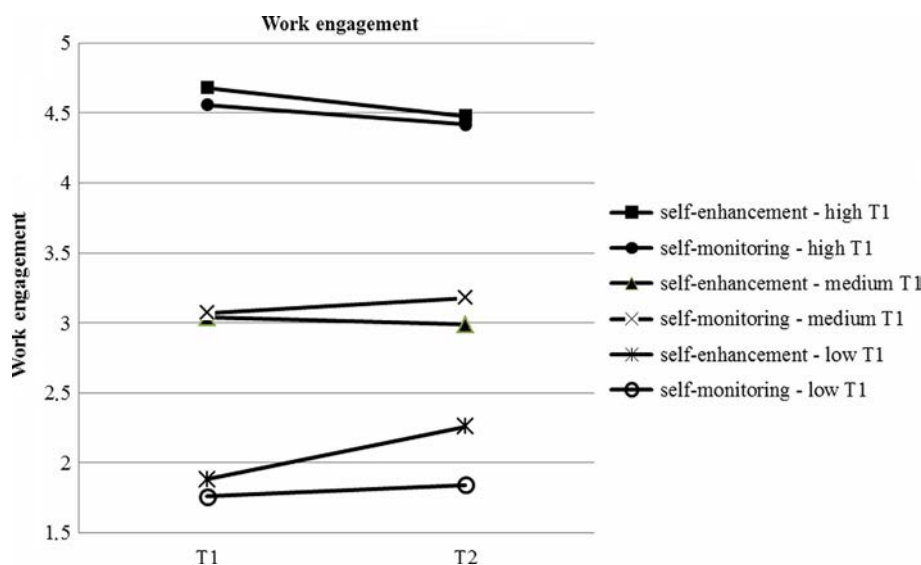 Work engagement
5
4.5
4
3.5
3
2.5
2
1.5
Work engagement
T1
T2
self-enhancement - high T1
self-monitoring - high T1
self-enhancement - medium T1
self-monitoring - medium T1
self-enhancement - low T1
self-monitoring - low T1